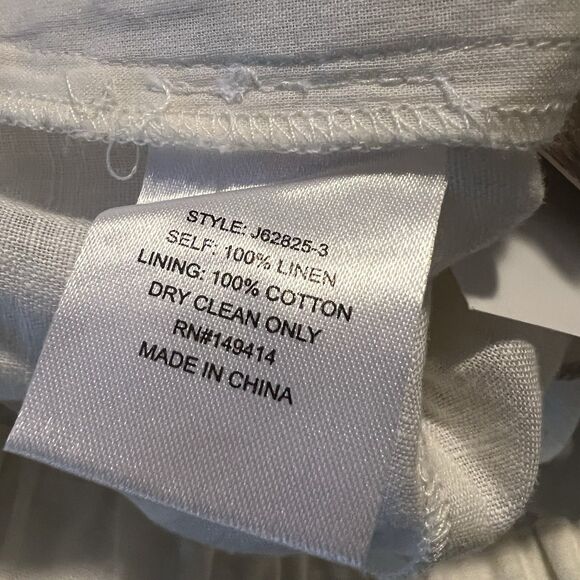 STYLE: J62825-3
SELF: 100% LINEN
LINING: 100% COTTON
DRY CLEAN ONLY
RN#149414
MADE IN CHINA